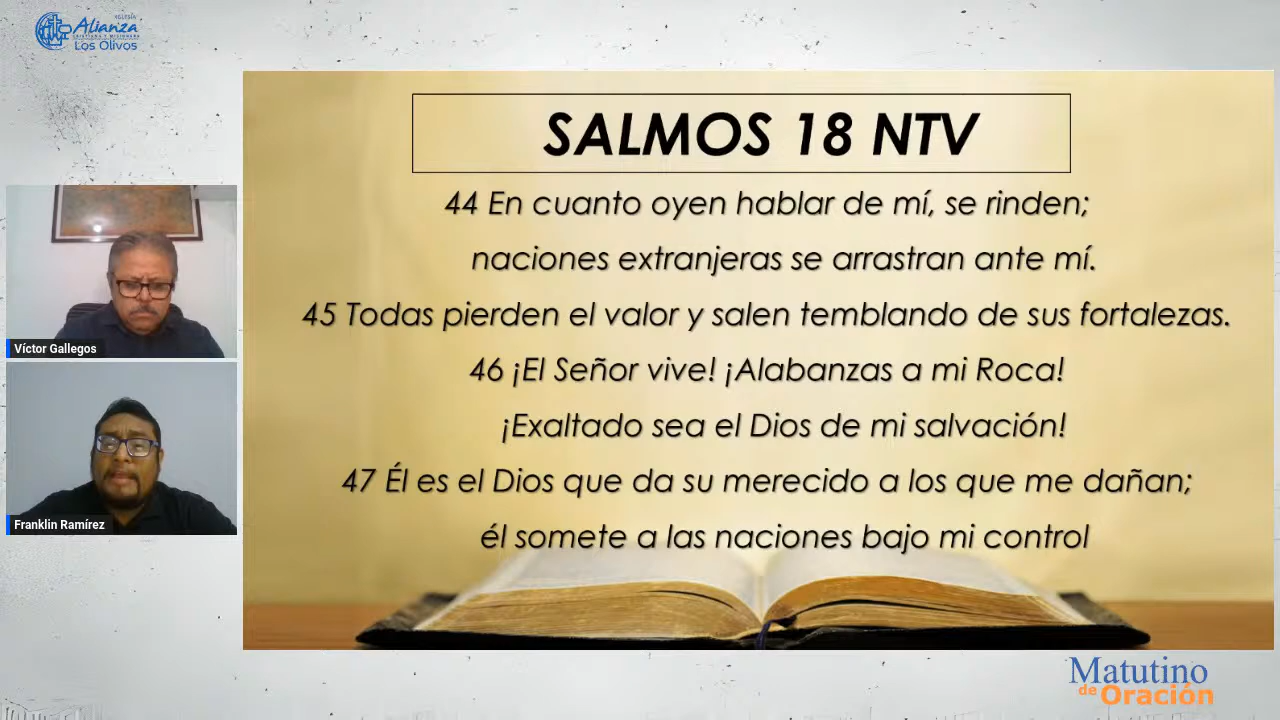 IGLESIA
Alianza
CRISTIANA Y MISIONERA
Los Olivos
SALMOS 18 NTV
44 En cuanto oyen hablar de mí, se rinden;
naciones extranjeras se arrastran ante mí.
45 Todas pierden el valor y salen temblando de sus fortalezas.
46 ¡El Señor vive! ¡Alabanzas a mi Roca!
¡Exaltado sea el Dios de mi salvación!
47 Él es el Dios que da su merecido a los que me dañan;
él somete a las naciones bajo mi control
Víctor Gallegos
Franklin Ramírez
Matutino
de Oración